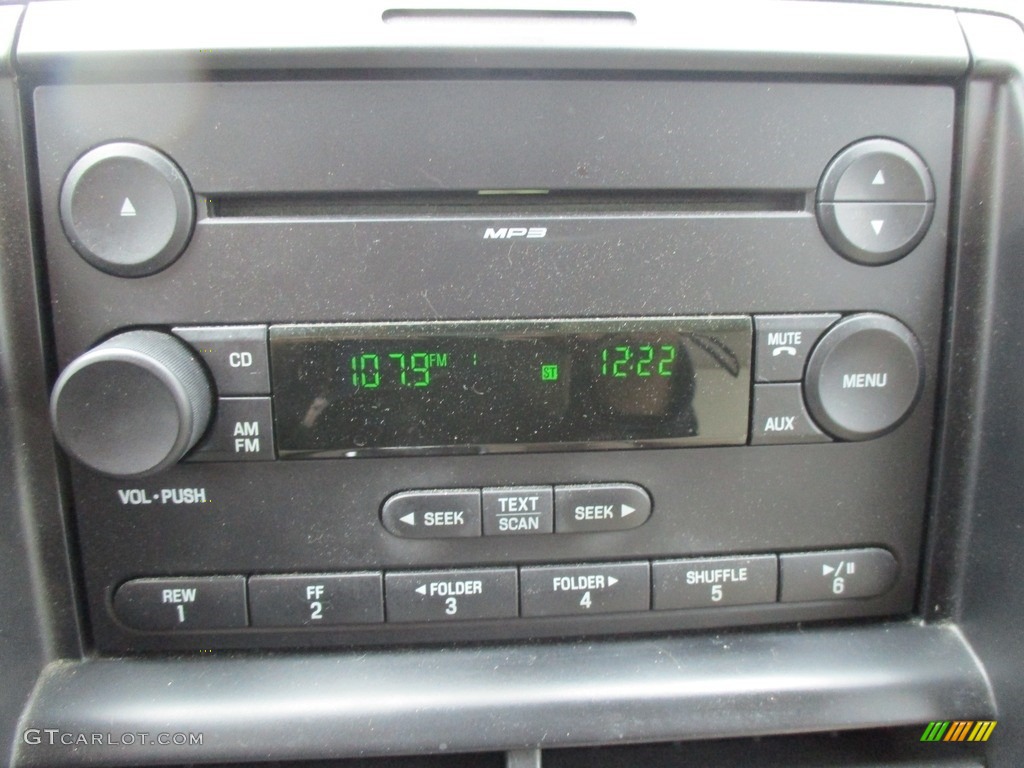 MP3
CD
107.9 FM 1 ST 12:22
MUTE
MENU
AM
FM
AUX
VOL•PUSH
◄ SEEK
TEXT
SCAN
SEEK ►
REW
1
FF
2
◄ FOLDER
3
FOLDER ►
4
SHUFFLE
5
►/II
6
GTCARLOT.COM